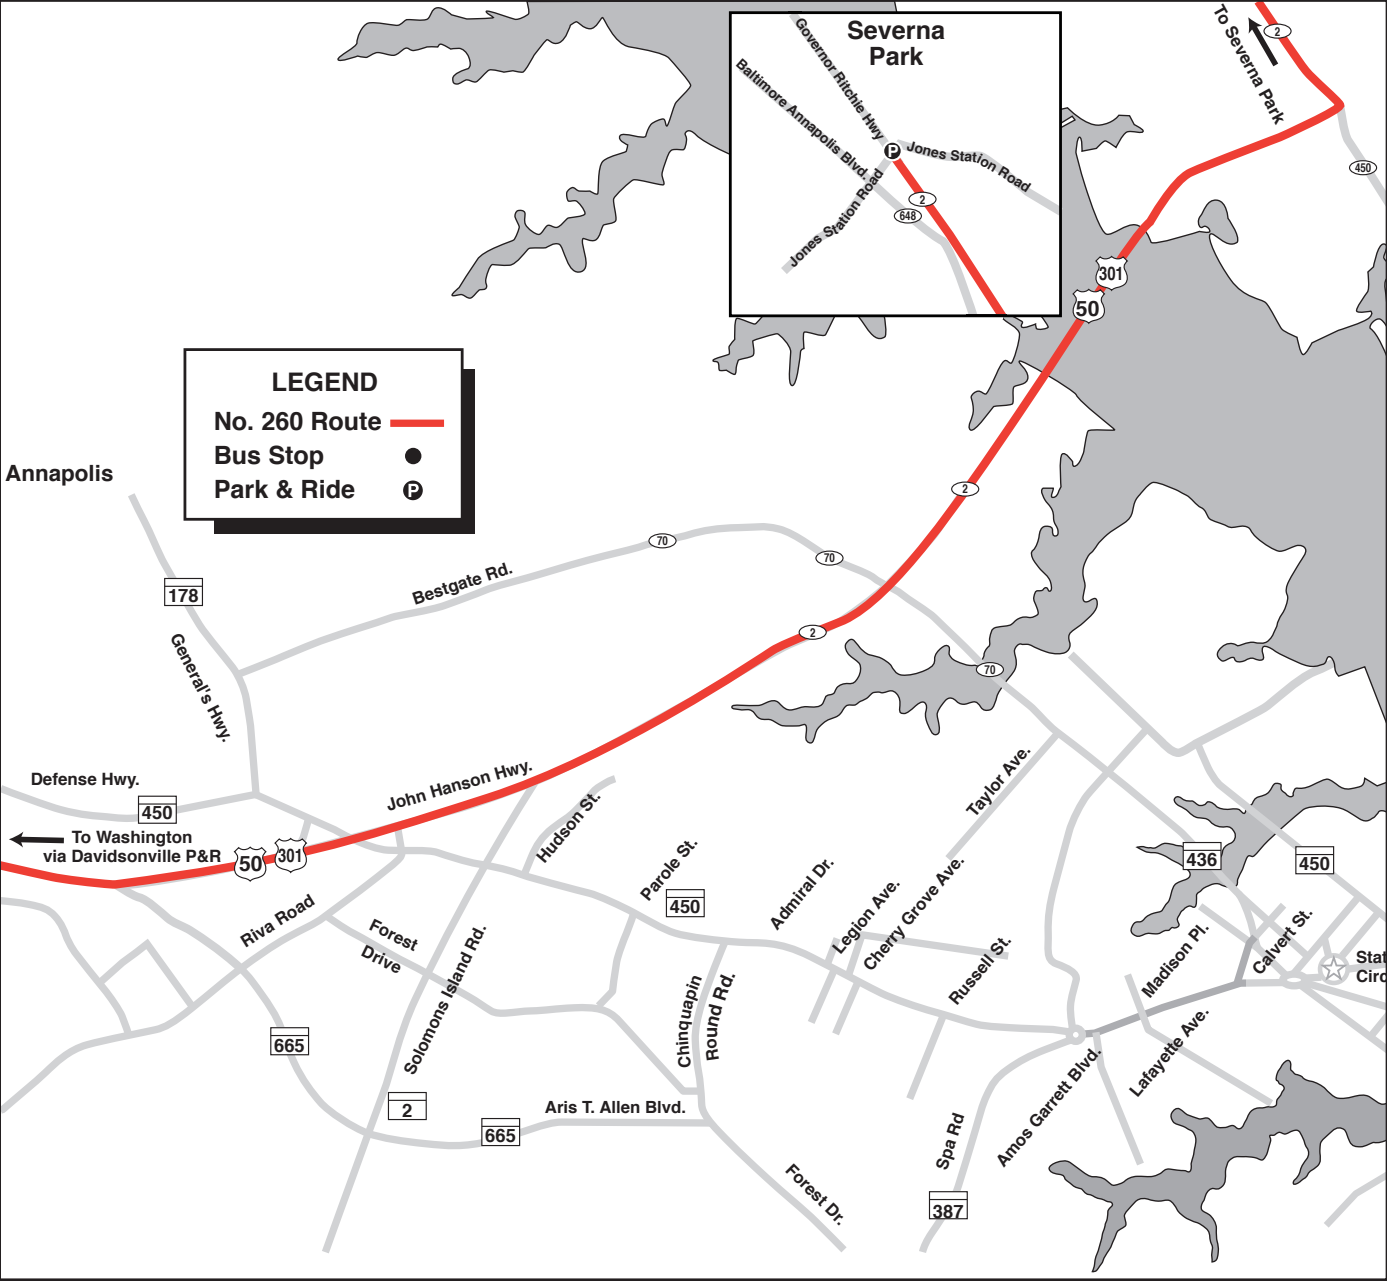 Severna
Park
Governor Ritchie Hwy
Baltimore Annapolis Blvd.
P
Jones Station Road
Jones Station Road
2
648
To Severna Park
2
450
301
50
LEGEND
No. 260 Route
Bus Stop
Park & Ride P
Annapolis
2
70
70
Bestgate Rd.
178
General's Hwy.
2
70
Defense Hwy.
450
John Hanson Hwy.
To Washington
via Davidsonville P&R
50
301
Hudson St.
Taylor Ave.
Parole St.
450
Admiral Dr.
Legion Ave.
Cherry Grove Ave.
436
450
Riva Road
Forest
Drive
Solomons Island Rd.
Russell St.
Madison Pl.
Calvert St.
Stat
Circ
Chinquapin
Round Rd.
665
2
665
Aris T. Allen Blvd.
Amos Garrett Blvd.
Lafayette Ave.
Spa Rd
387
Forest Dr.